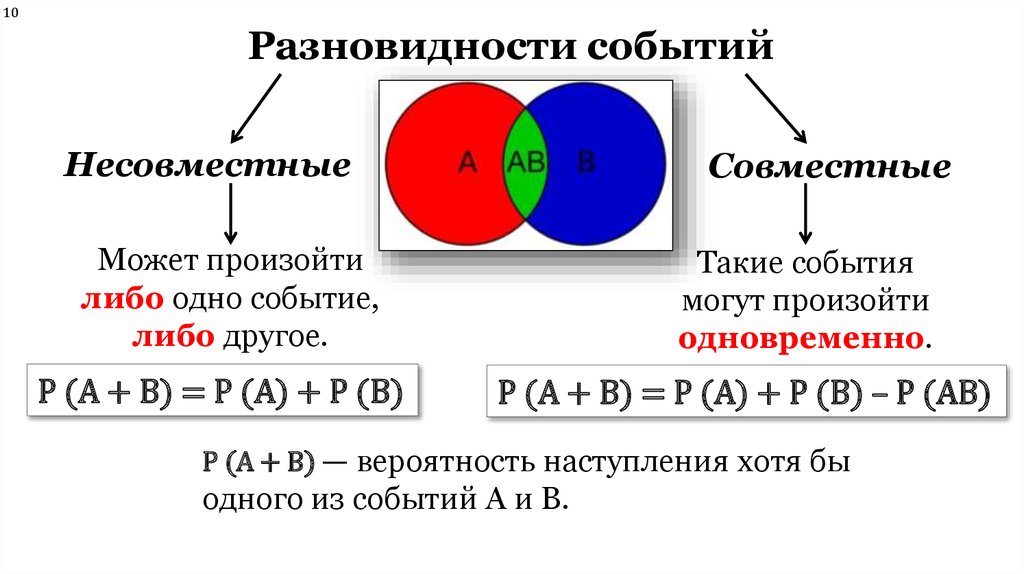 10
Разновидности событий
A AB B
Несовместные
Совместные
Может произойти
либо одно событие,
либо другое.
Такие события
могут произойти
одновременно.
P (A + B) = P (A) + P (B)
P (A + B) = P (A) + P (B) – P (AB)
P (A + B) — вероятность наступления хотя бы
одного из событий A и B.